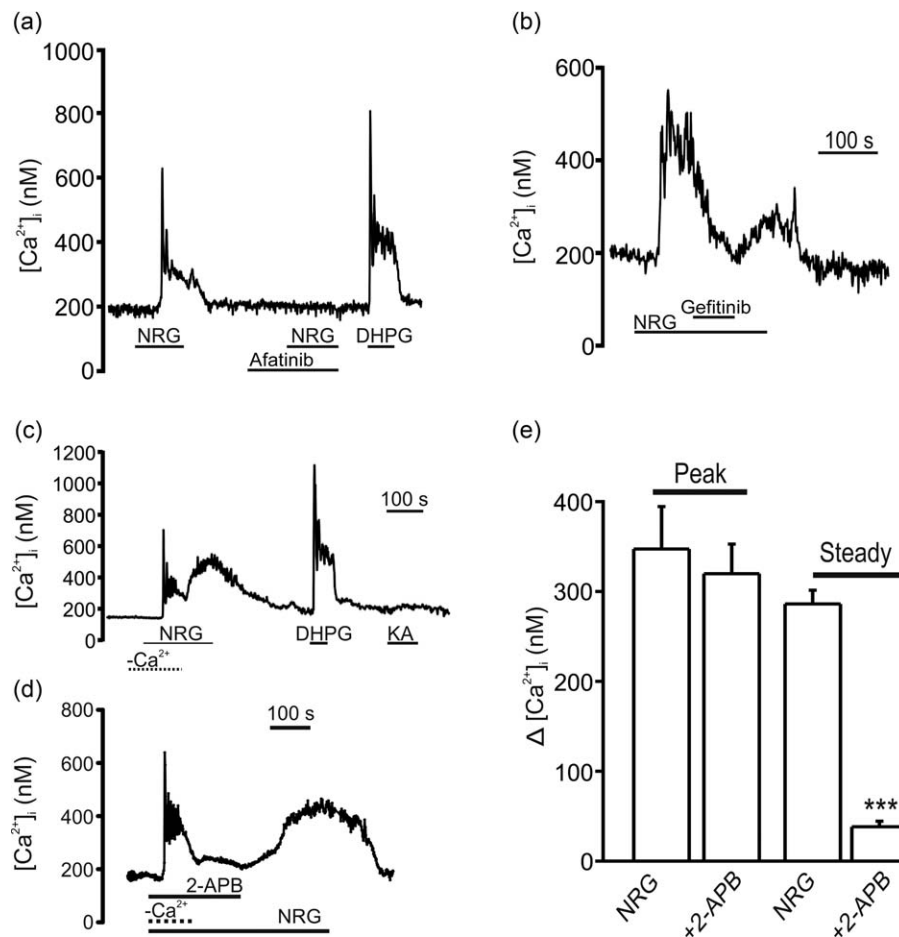 (a)
1000
800
600
400
200
0
[Ca²⁺]ᵢ (nM)
NRG
NRG
DHPG
Afatinib
(b)
600
400
200
0
[Ca²⁺]ᵢ (nM)
100 s
Gefitinib
NRG
(c)
1200
1000
800
600
400
200
0
[Ca²⁺]ᵢ (nM)
100 s
NRG
DHPG
KA
-Ca²⁺
(d)
800
600
400
200
0
[Ca²⁺]ᵢ (nM)
100 s
2-APB
-Ca²⁺
NRG
(e)
400
300
300
0
0
Δ [Ca²⁺]ᵢ (nM)
Peak
Steady
***
NRG
+2-APB
NRG
+2-APB